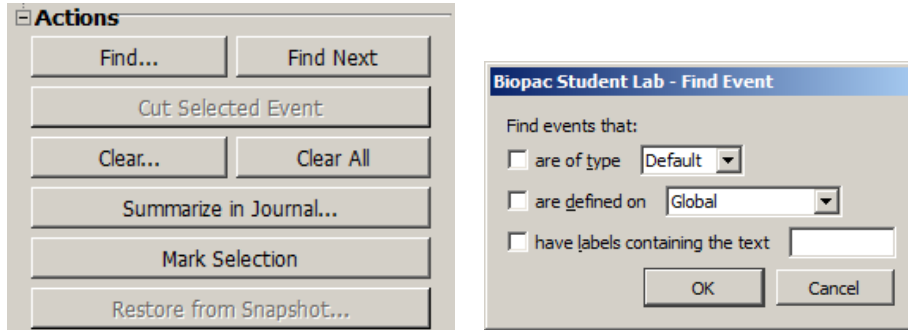 Actions
Find... Find Next
Cut Selected Event
Clear... Clear All
Summarize in Journal...
Mark Selection
Restore from Snapshot...
Biopac Student Lab - Find Event
Find events that:
are of type Default
are defined on Global
have labels containing the text
OK Cancel